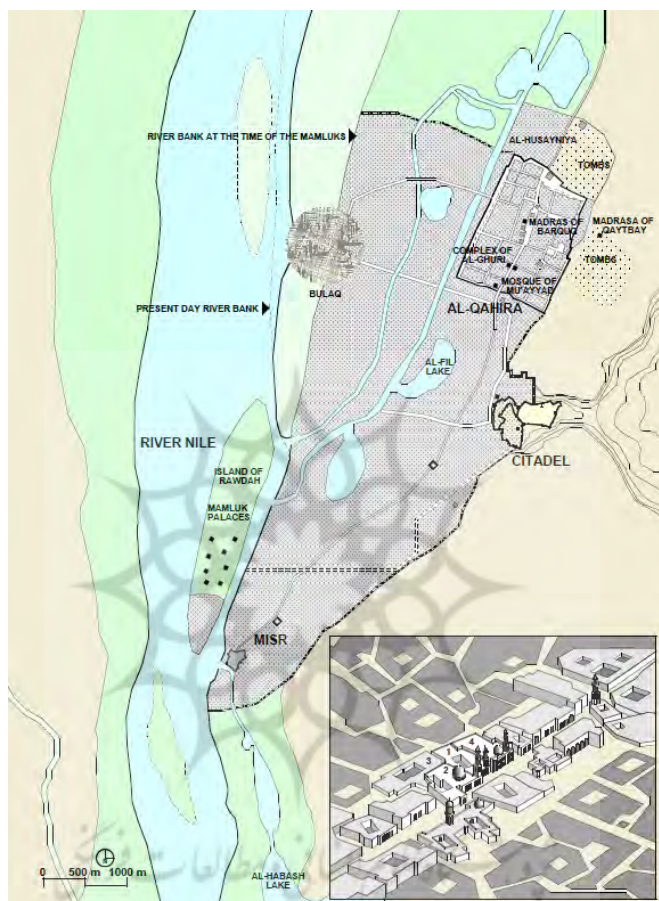 RIVER BANK AT THE TIME OF THE MAMLUKS
AL-HUSAYNIYA
TOMBS
MADRAS OF
BARQUQ
MADRASA OF
QAYTBAY
COMPLEX OF
AL-GHURI
TOMBS
MOSQUE OF
MU'AYYAD
BULAQ
PRESENT DAY RIVER BANK
AL-QAHIRA
AL-FIL
LAKE
RIVER NILE
CITADEL
ISLAND OF
RAWDAH
MAMLUK
PALACES
MISR
1
4
3
2
0 500 m 1000 m
AL-HABASH
LAKE
مطالعات فرهنگی